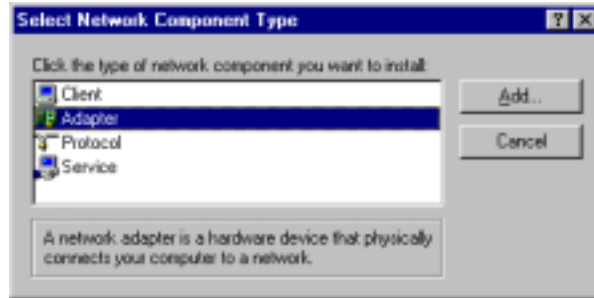 Select Network Component Type
Click the type of network component you want to install:
Client
Adapter
Protocol
Service
Add...
Cancel
A network adapter is a hardware device that physically
connects your computer to a network.